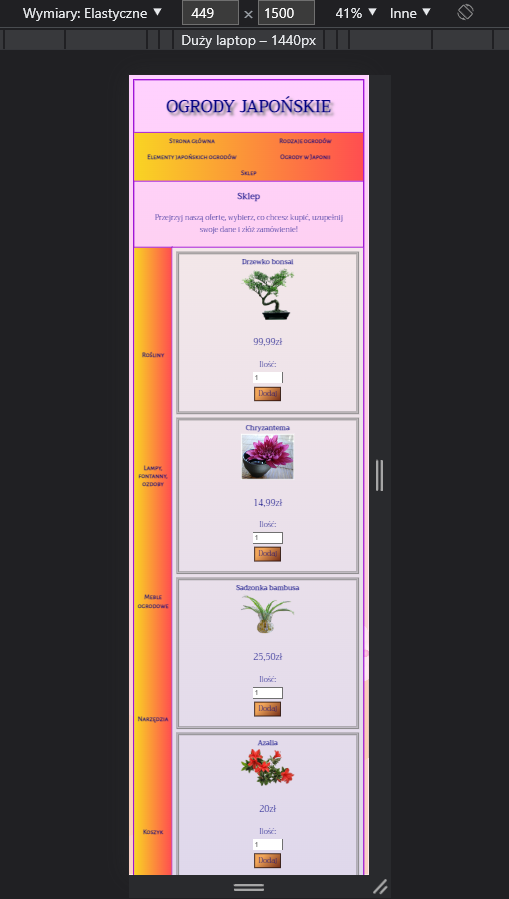 Wymiary: Elastyczne ▼ 449 × 1500 41% ▼ Inne ▼
Duży laptop – 1440px
OGRODY JAPOŃSKIE
Strona główna
Rodzaje ogrodów
Elementy japońskich ogrodów
Ogrody w Japonii
Sklep
Sklep
Przejrzyj naszą ofertę, wybierz, co chcesz kupić, uzupełnij
swoje dane i złóż zamówienie!
Rośliny
Lampy,
fontanny,
ozdoby
Meble
ogrodowe
Narzędzia
Koszyk
Drzewko bonsai
99,99zł
Ilość:
1
Dodaj
Chryzantema
14,99zł
Ilość:
1
Dodaj
Sadzonka bambusa
25,50zł
Ilość:
1
Dodaj
Azalia
20zł
Ilość:
1
Dodaj